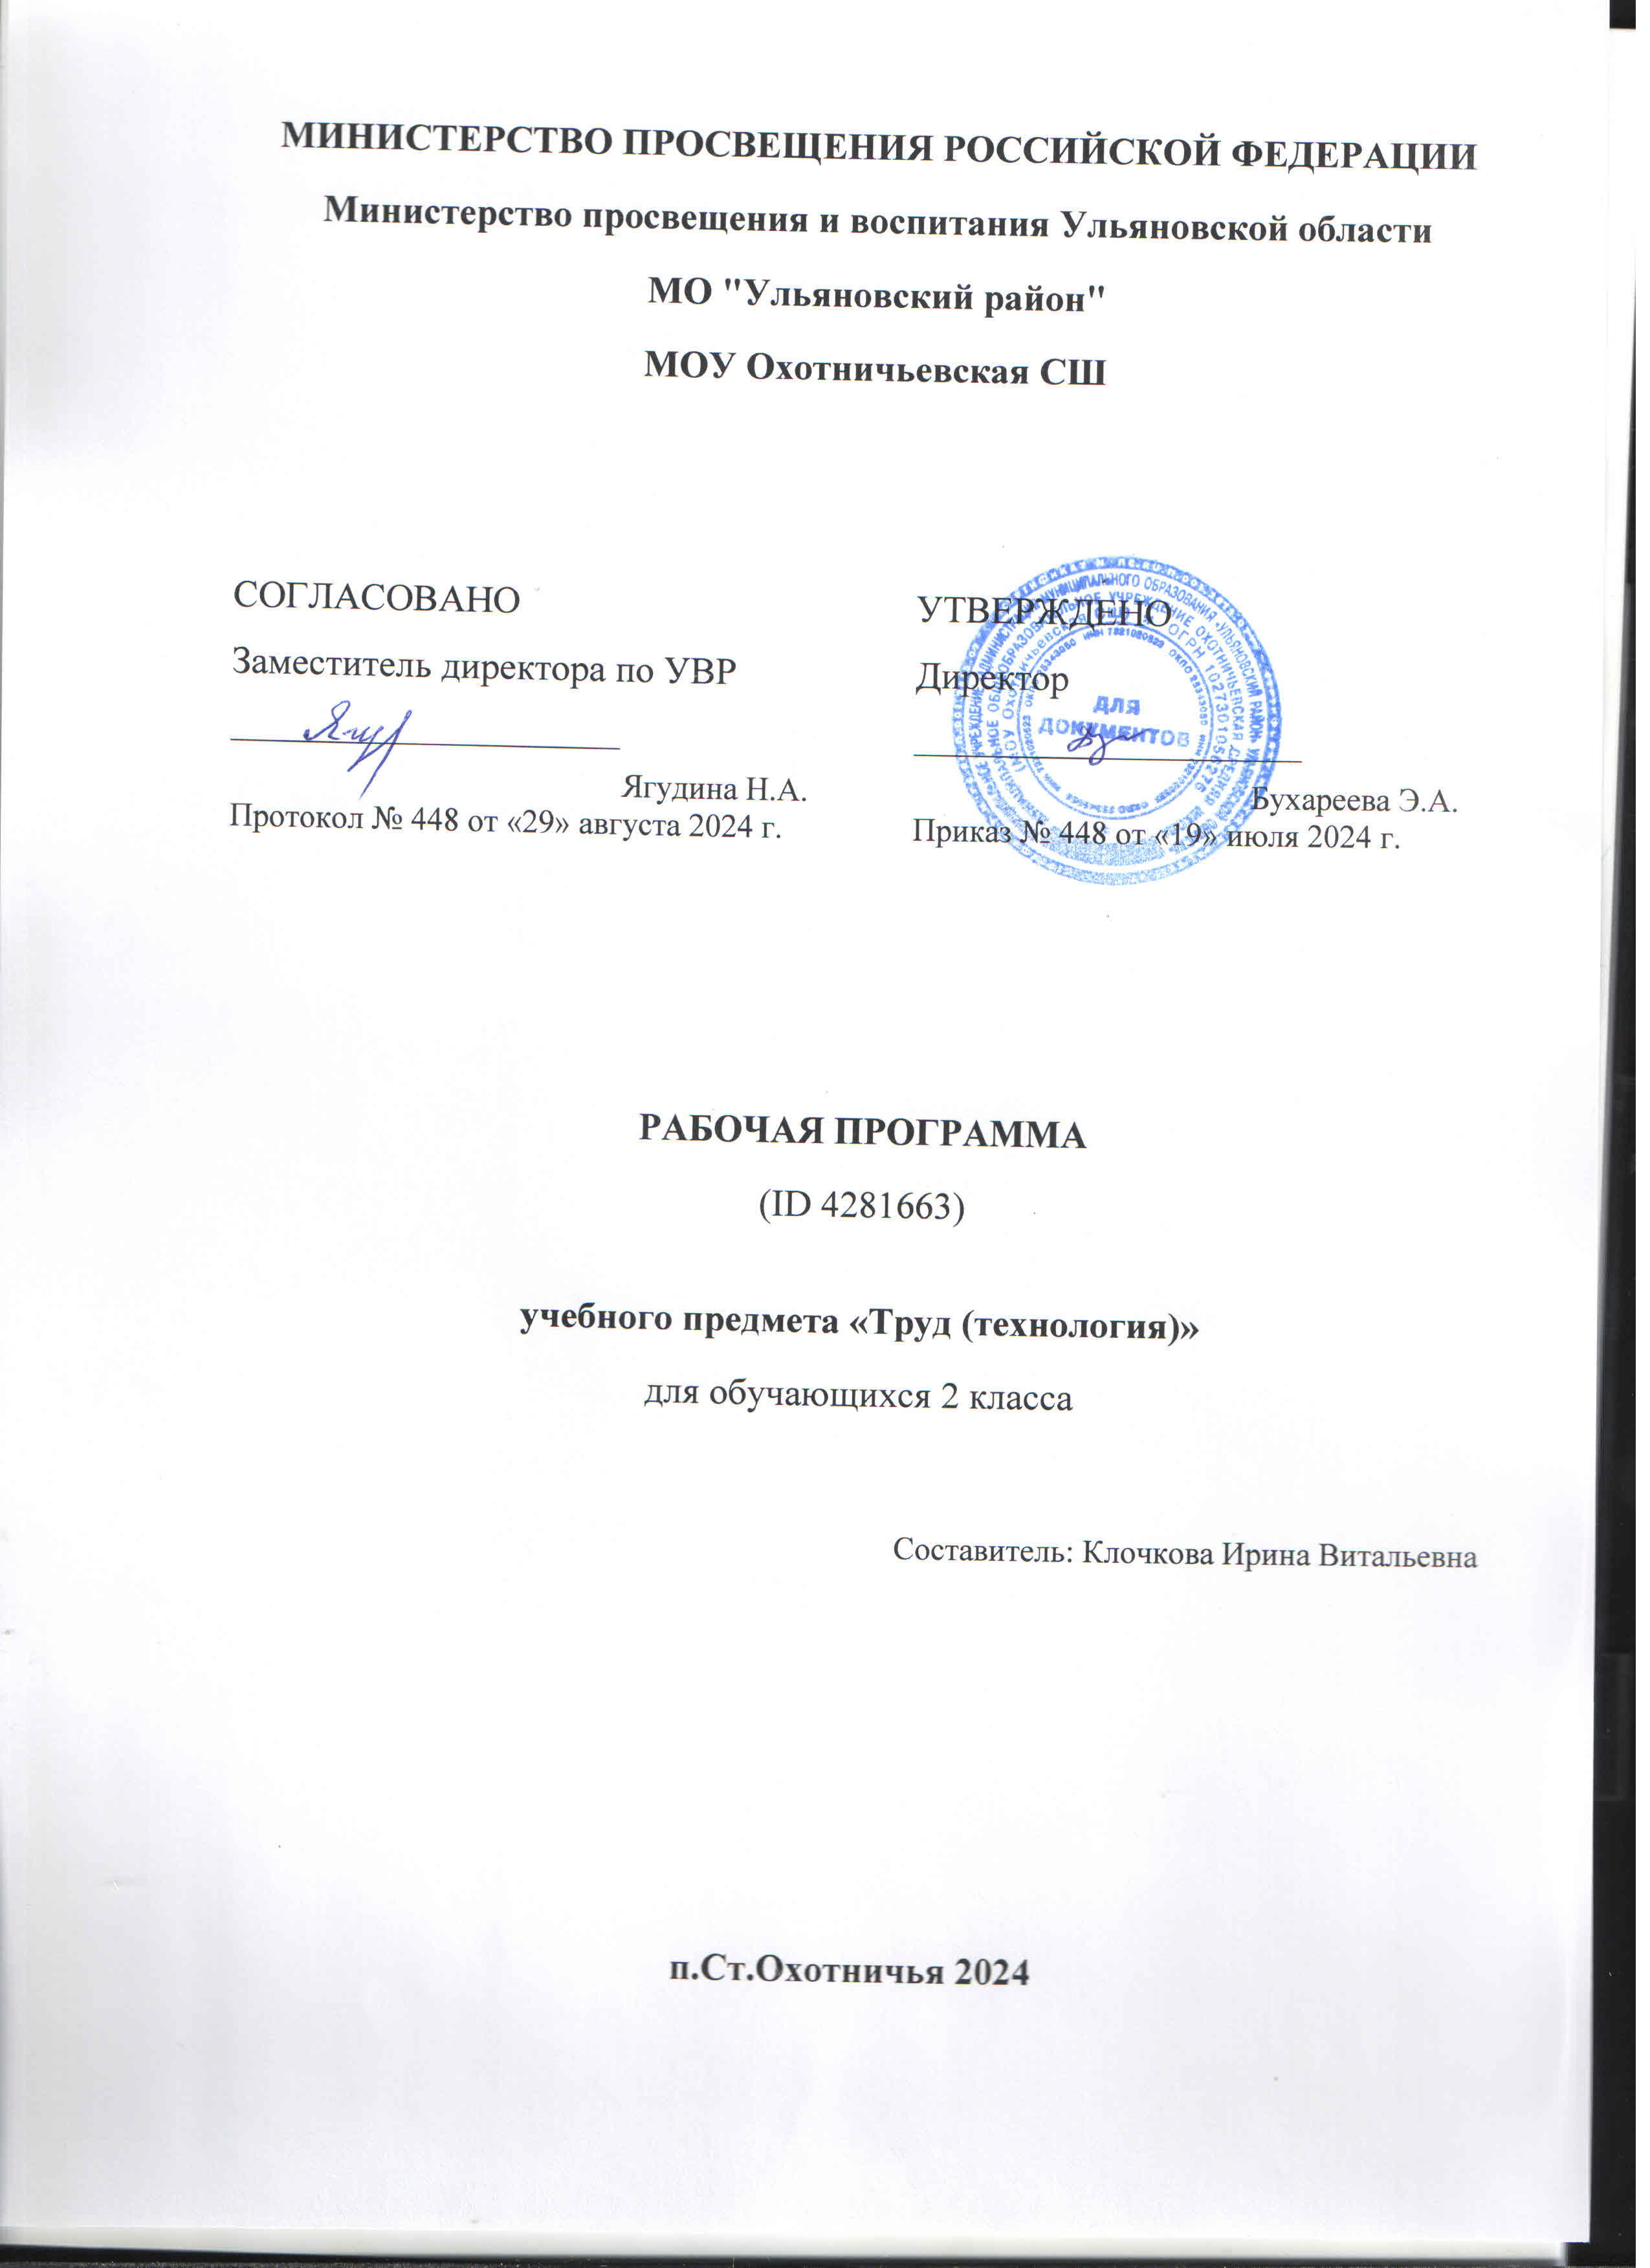 МИНИСТЕРСТВО ПРОСВЕЩЕНИЯ РОССИЙСКОЙ ФЕДЕРАЦИИ
Министерство просвещения и воспитания Ульяновской области
МО "Ульяновский район"
МОУ Охотничьевская СШ
СОГЛАСОВАНО
Заместитель директора по УВР
Ягудина Н.А.
Протокол № 448 от «29» августа 2024 г.
УТВЕРЖДЕНО
Директор
ДЛЯ
ДОКУМЕНТОВ
Бухареева Э.А.
Приказ № 448 от «19» июля 2024 г.
РАБОЧАЯ ПРОГРАММА
(ID 4281663)
учебного предмета «Труд (технология)»
для обучающихся 2 класса
Составитель: Клочкова Ирина Витальевна
п.Ст.Охотничья 2024